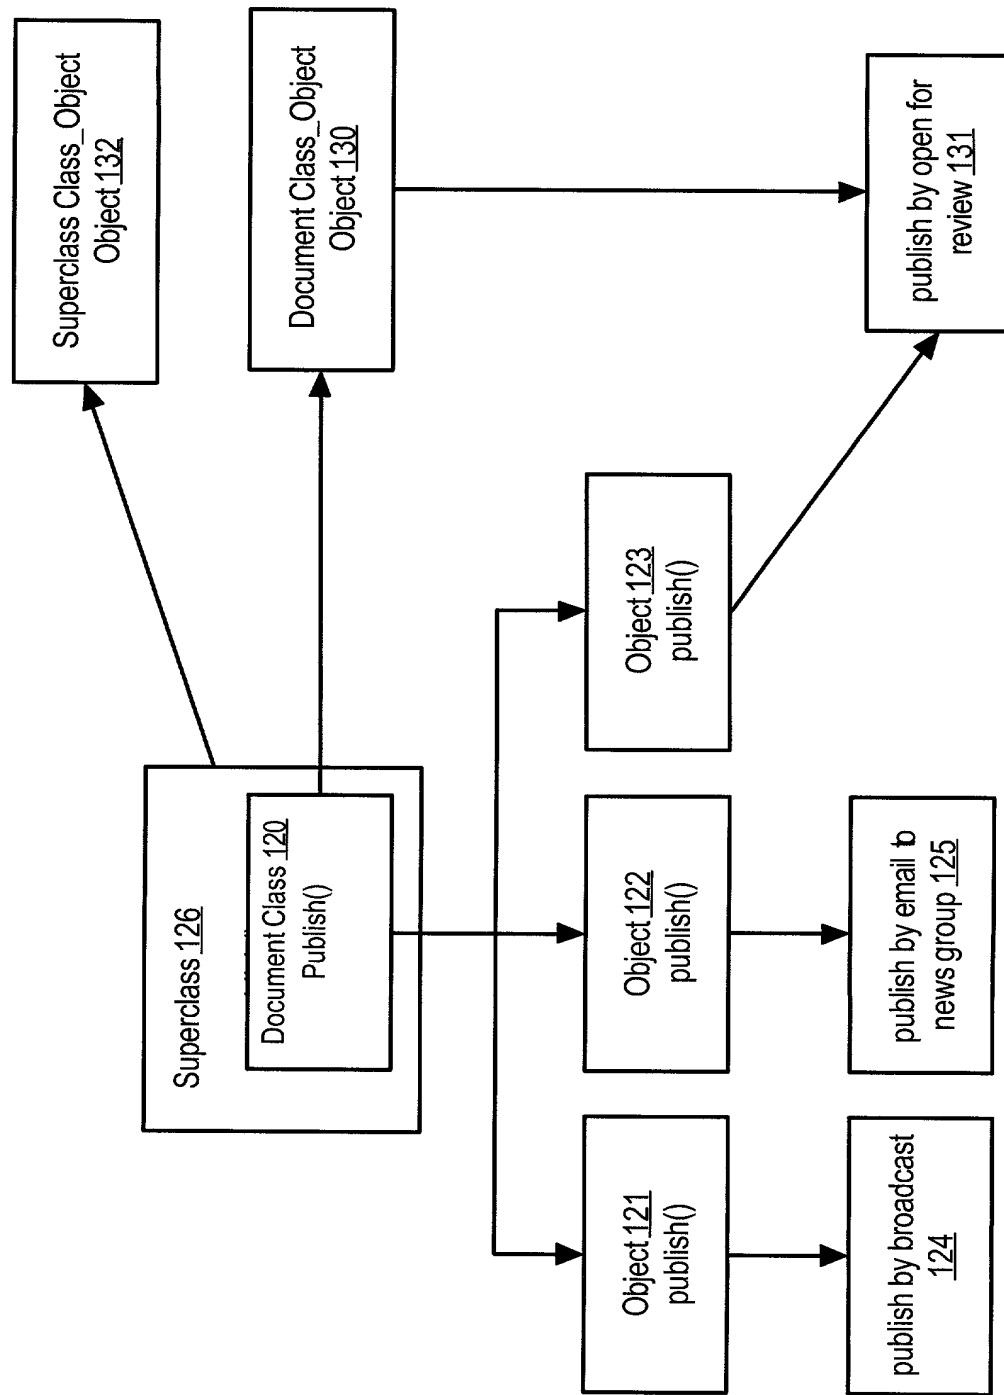 Superclass 126
Document Class 120
Publish()
Superclass Class_Object
Object 132
Document Class_Object
Object 130
Object 121
publish()
Object 122
publish()
Object 123
publish()
publish by broadcast
124
publish by email to
news group 125
publish by open for
review 131